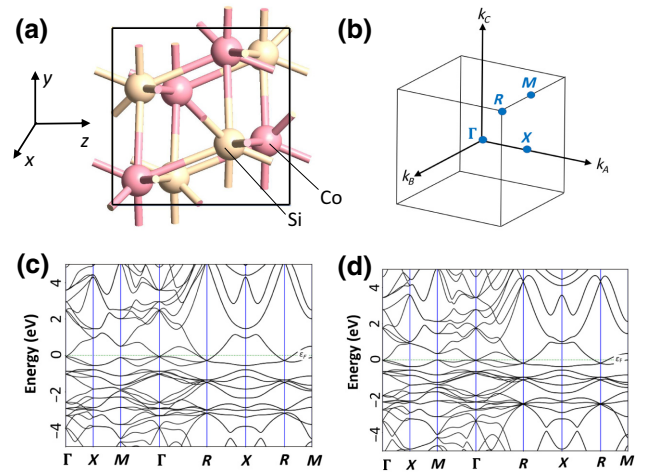 (a)
y
z
x
Co
Si
(b)
k_C
M
R
Γ
X
k_B
k_A
(c)
Energy (eV)
4
2
0
−2
−4
ε_F
Γ X M Γ R X R M
(d)
Energy (eV)
4
2
0
−2
−4
ε_F
Γ X M Γ R X R M